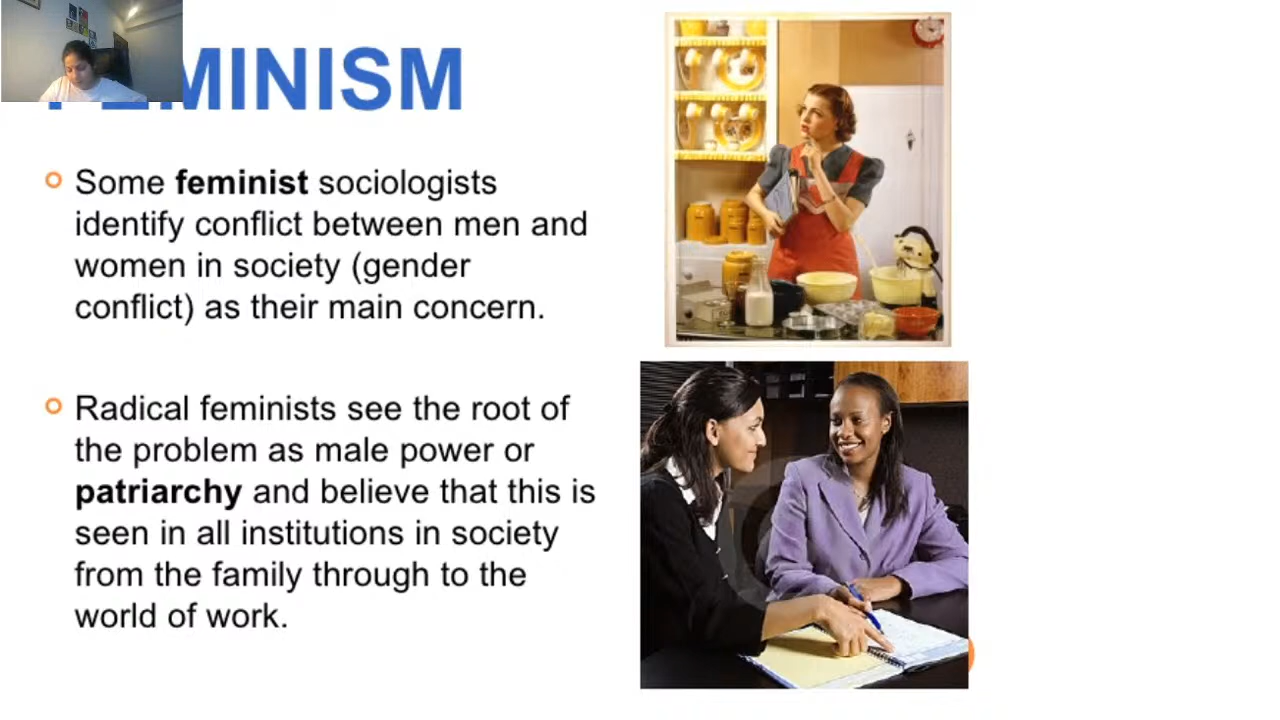 FEMINISM
Some feminist sociologists
identify conflict between men and
women in society (gender
conflict) as their main concern.
Radical feminists see the root of
the problem as male power or
patriarchy and believe that this is
seen in all institutions in society
from the family through to the
world of work.